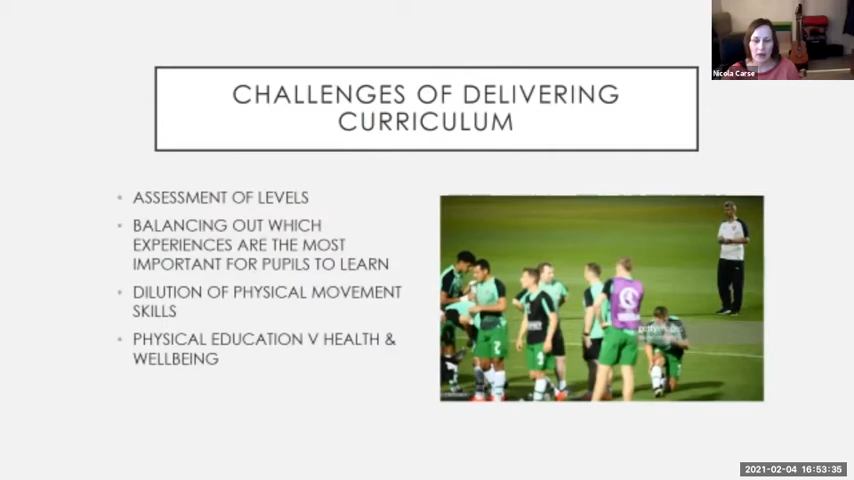 Nicola Carse
CHALLENGES OF DELIVERING
CURRICULUM
• ASSESSMENT OF LEVELS
• BALANCING OUT WHICH
EXPERIENCES ARE THE MOST
IMPORTANT FOR PUPILS TO LEARN
• DILUTION OF PHYSICAL MOVEMENT
SKILLS
• PHYSICAL EDUCATION V HEALTH &
WELLBEING
gettyimages
2021-02-04 16:53:35